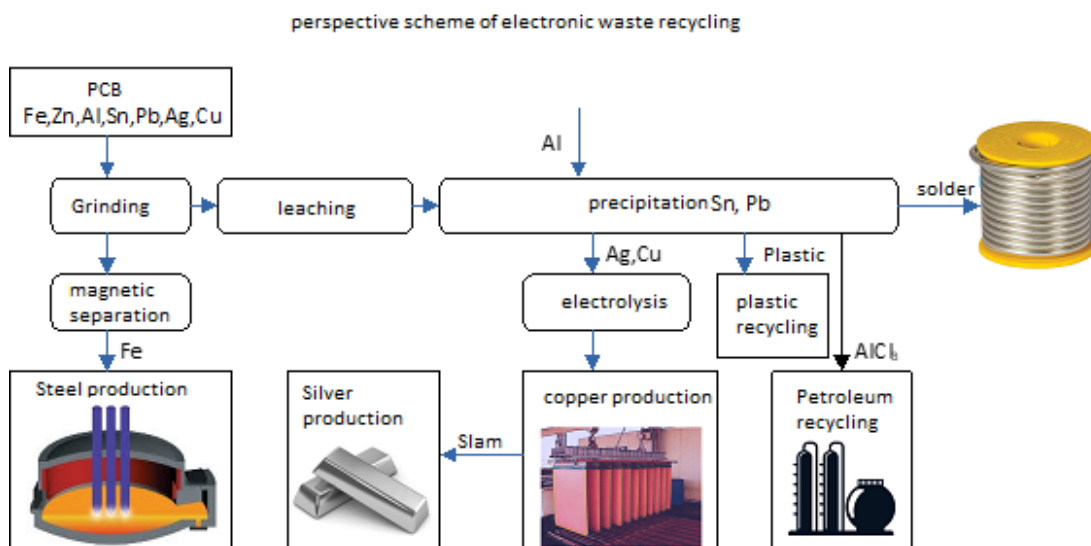 perspective scheme of electronic waste recycling
PCB
Fe,Zn,Al,Sn,Pb,Ag,Cu
Al
Grinding
leaching
precipitation Sn, Pb
solder
Ag,Cu
Plastic
magnetic
separation
electrolysis
plastic
recycling
Fe
AlCl₃
Steel production
Silver
production
Slam
copper production
Petroleum
recycling